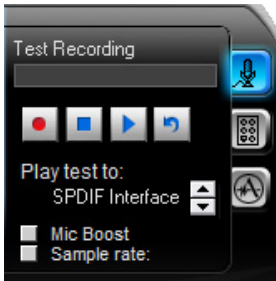 Test Recording
Play test to:
SPDIF Interface
Mic Boost
Sample rate: